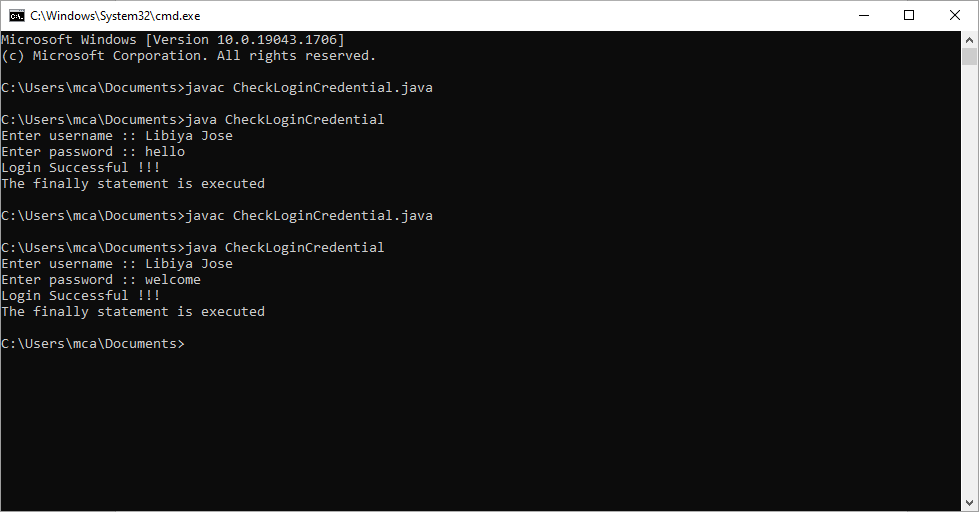 C:\Windows\System32\cmd.exe
Microsoft Windows [Version 10.0.19043.1706]
(c) Microsoft Corporation. All rights reserved.
C:\Users\mca\Documents>javac CheckLoginCredential.java
C:\Users\mca\Documents>java CheckLoginCredential
Enter username :: Libiya Jose
Enter password :: hello
Login Successful !!!
The finally statement is executed
C:\Users\mca\Documents>javac CheckLoginCredential.java
C:\Users\mca\Documents>java CheckLoginCredential
Enter username :: Libiya Jose
Enter password :: welcome
Login Successful !!!
The finally statement is executed
C:\Users\mca\Documents>